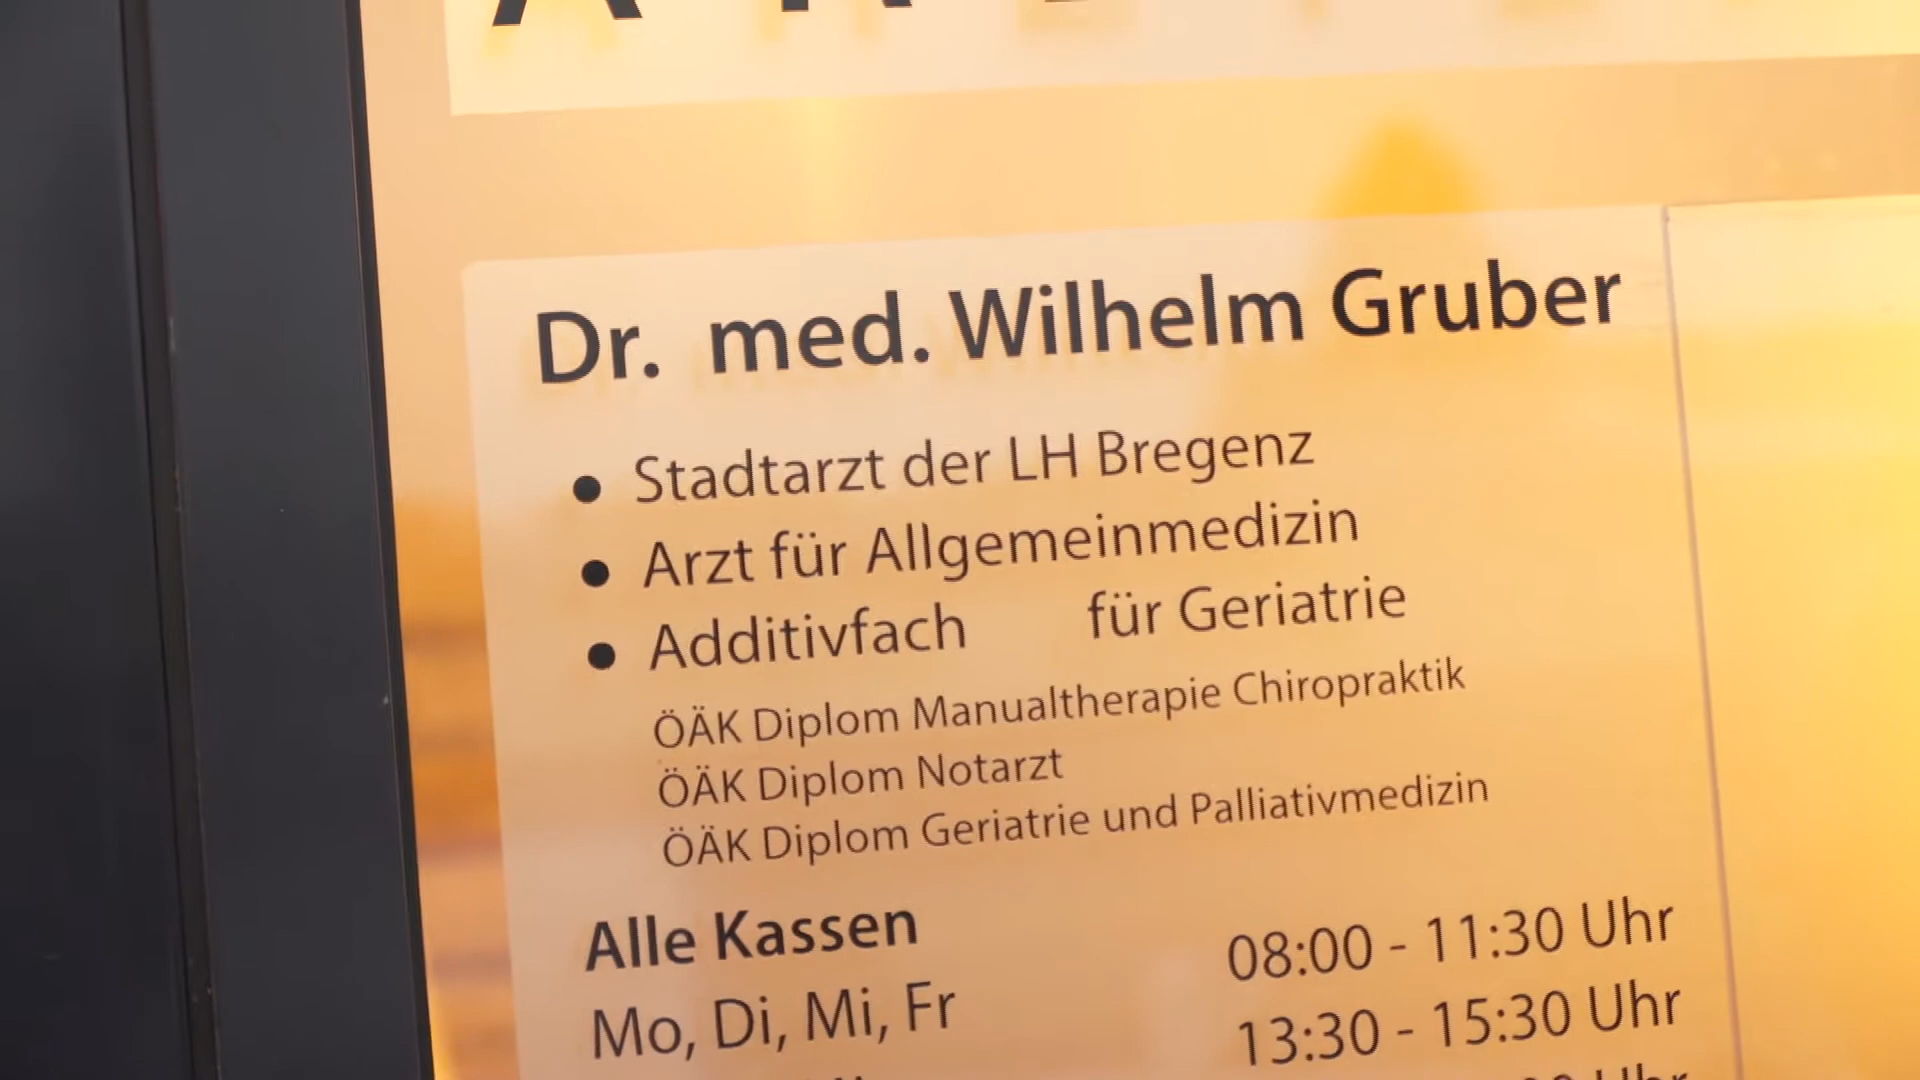 Dr. med. Wilhelm Gruber
• Stadtarzt der LH Bregenz
• Arzt für Allgemeinmedizin
• Additivfach für Geriatrie
ÖÄK Diplom Manualtherapie Chiropraktik
ÖÄK Diplom Notarzt
ÖÄK Diplom Geriatrie und Palliativmedizin
Alle Kassen
08:00 - 11:30 Uhr
Mo, Di, Mi, Fr
13:30 - 15:30 Uhr
Uhr